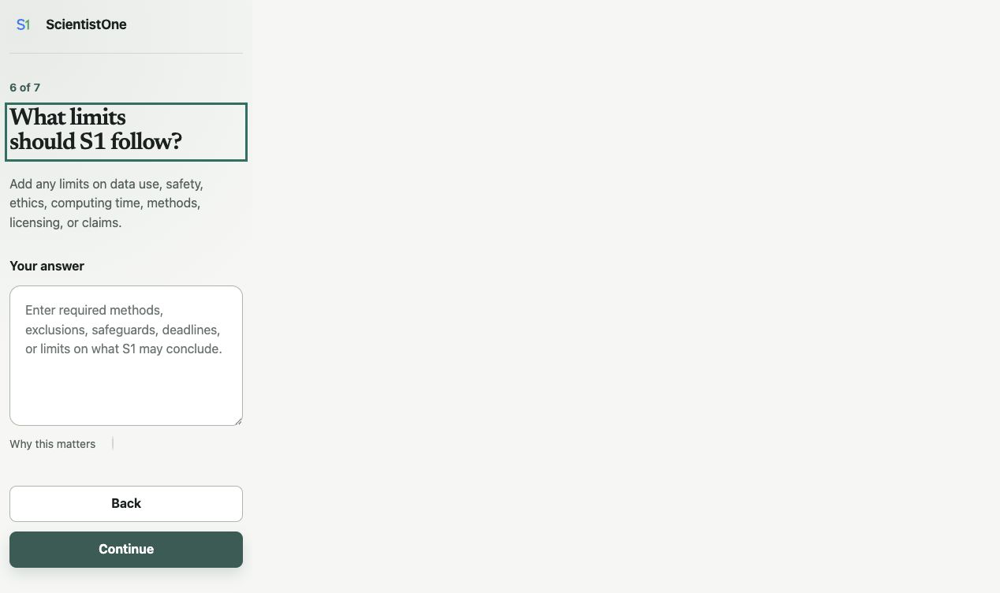 S1 ScientistOne
6 of 7
What limits
should S1 follow?
Add any limits on data use, safety,
ethics, computing time, methods,
licensing, or claims.
Your answer
Enter required methods,
exclusions, safeguards, deadlines,
or limits on what S1 may conclude.
Why this matters
Back
Continue